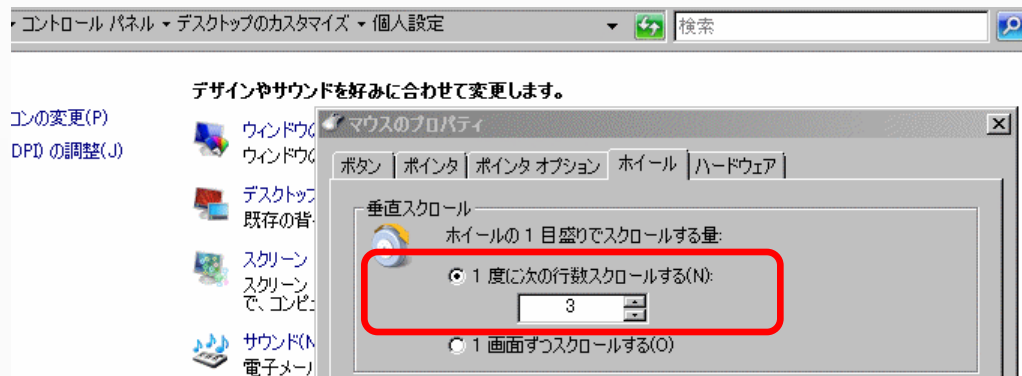 コントロール パネル ▾ デスクトップのカスタマイズ ▾ 個人設定
検索
デザインやサウンドを好みに合わせて変更します。
コンの変更(P)
DPI) の調整(J)
ウィンドウの
ウィンドウの
デスクトップ
既存の背
スクリーン
スクリーン
で、コンピ
サウンド(N
電子メー
マウスのプロパティ
ボタン
ポインタ
ポインタ オプション
ホイール
ハードウェア
垂直スクロール
ホイールの 1 目盛りでスクロールする量:
1 度に次の行数スクロールする(N):
3
1 画面ずつスクロールする(O)